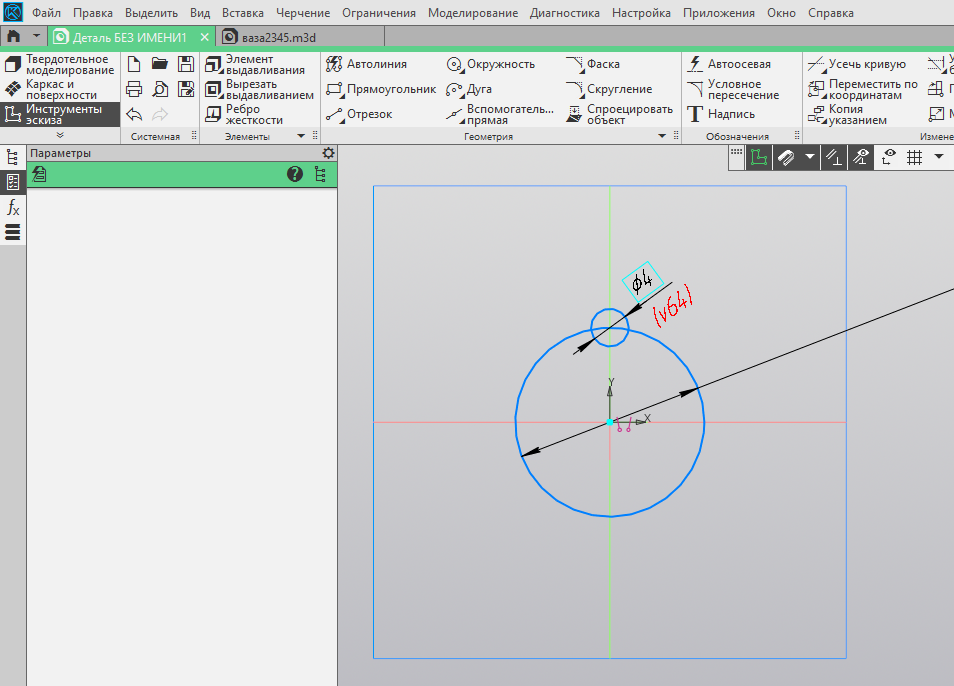 Файл Правка Выделить Вид Вставка Черчение Ограничения Моделирование Диагностика Настройка Приложения Окно Справка
Деталь БЕЗ ИМЕНИ1 ваза2345.m3d
Твердотельное моделирование
Каркас и поверхности
Инструменты эскиза
Системная
Элемент выдавливания
Вырезать выдавливанием
Ребро жесткости
Элементы
Автолиния
Прямоугольник
Отрезок
Окружность
Дуга
Вспомогатель... прямая
Фаска
Скругление
Спроецировать объект
Геометрия
Автоосевая
Условное пересечение
Надпись
Обозначения
Усечь кривую
Переместить по координатам
Копия указанием
Измене
Параметры
fx
ϕ4
(v64)
Y
X